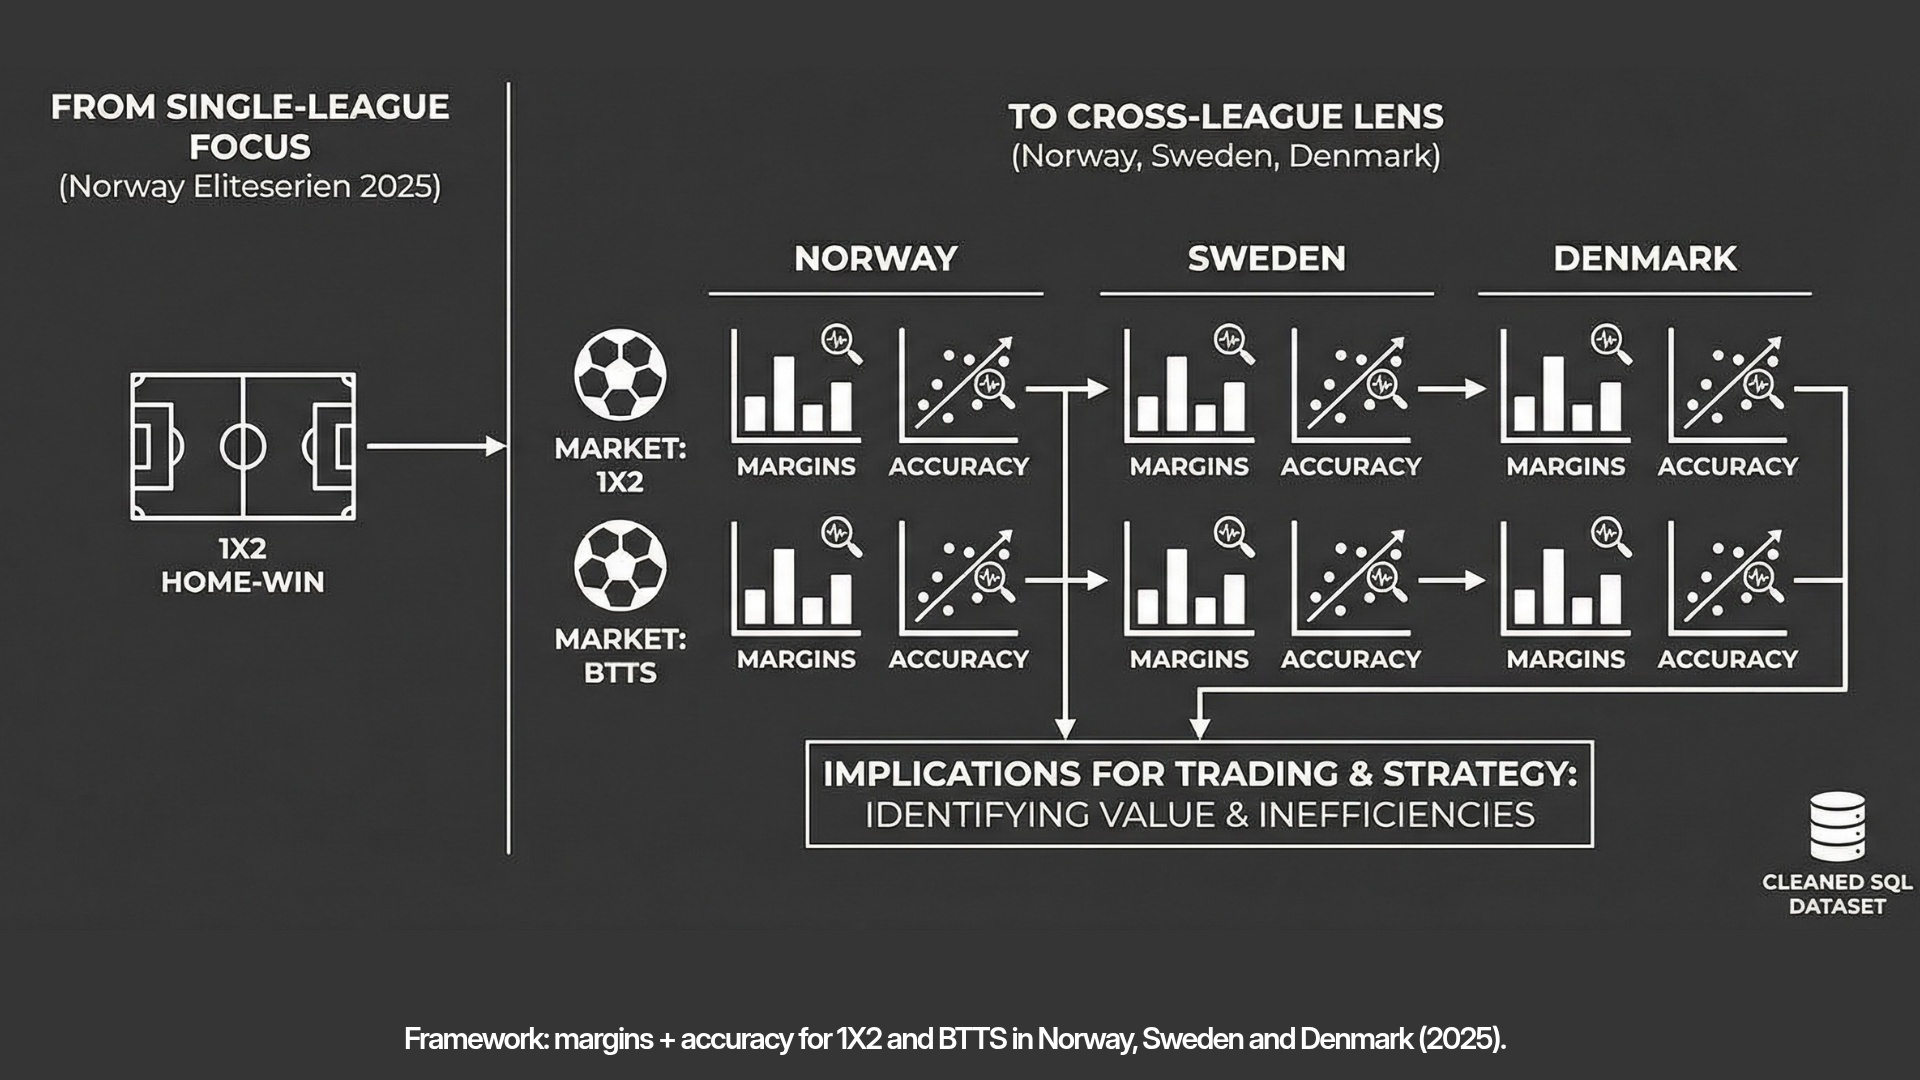 FROM SINGLE-LEAGUE
FOCUS
(Norway Eliteserien 2025)
1X2
HOME-WIN
TO CROSS-LEAGUE LENS
(Norway, Sweden, Denmark)
NORWAY
SWEDEN
DENMARK
MARKET:
1X2
MARGINS
ACCURACY
MARGINS
ACCURACY
MARGINS
ACCURACY
MARKET:
BTTS
MARGINS
ACCURACY
MARGINS
ACCURACY
MARGINS
ACCURACY
IMPLICATIONS FOR TRADING & STRATEGY:
IDENTIFYING VALUE & INEFFICIENCIES
CLEANED SQL
DATASET
Framework: margins + accuracy for 1X2 and BTTS in Norway, Sweden and Denmark (2025).